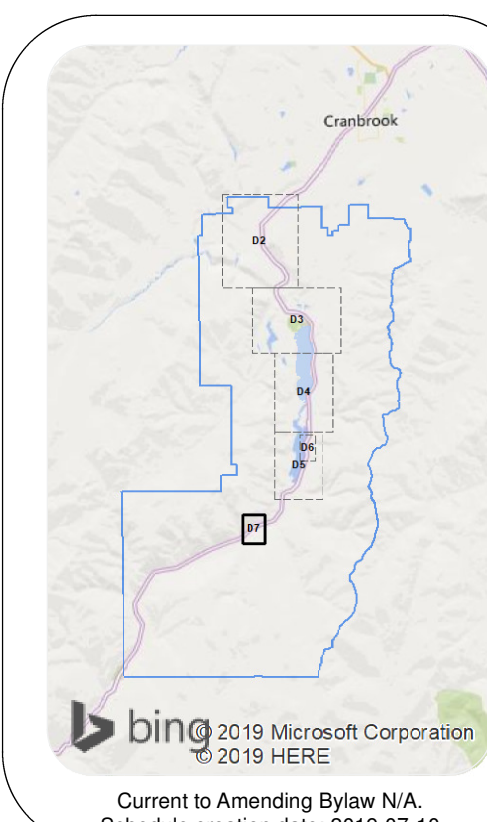 Cranbrook
D2
D3
D4
D6
D5
D7
bing
© 2019 Microsoft Corporation
© 2019 HERE
Current to Amending Bylaw N/A.